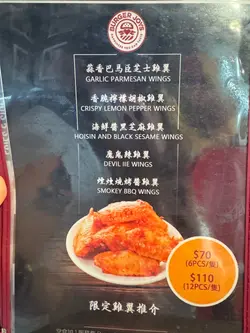 BURGER JOYS
蒜香巴馬臣芝士雞翼
GARLIC PARMESAN WINGS
香脆檸檬胡椒雞翼
CRISPY LEMON PEPPER WINGS
海鮮醬黑芝麻雞翼
HOISIN AND BLACK SESAME WINGS
魔鬼辣雞翼
DEVIL IIE WINGS
煙燻燒烤醬雞翼
SMOKEY BBQ WINGS
$70
(6PCS/隻)
$110
(12PCS/隻)
限定雞翼推介